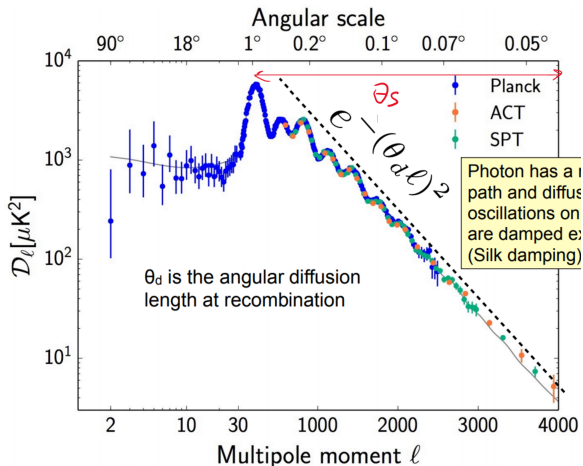 Angular scale
90° 18° 1° 0.2° 0.1° 0.07° 0.05°
10⁴
θs
Planck
ACT
SPT
e^-(θdℓ)²
10³
Photon has a
path and diffus
oscillations on
are damped ex
(Silk damping)
𝒟ℓ[μK²]
10²
θd is the angular diffusion
length at recombination
10¹
2 10 30 1000 2000 3000 4000
Multipole moment ℓ